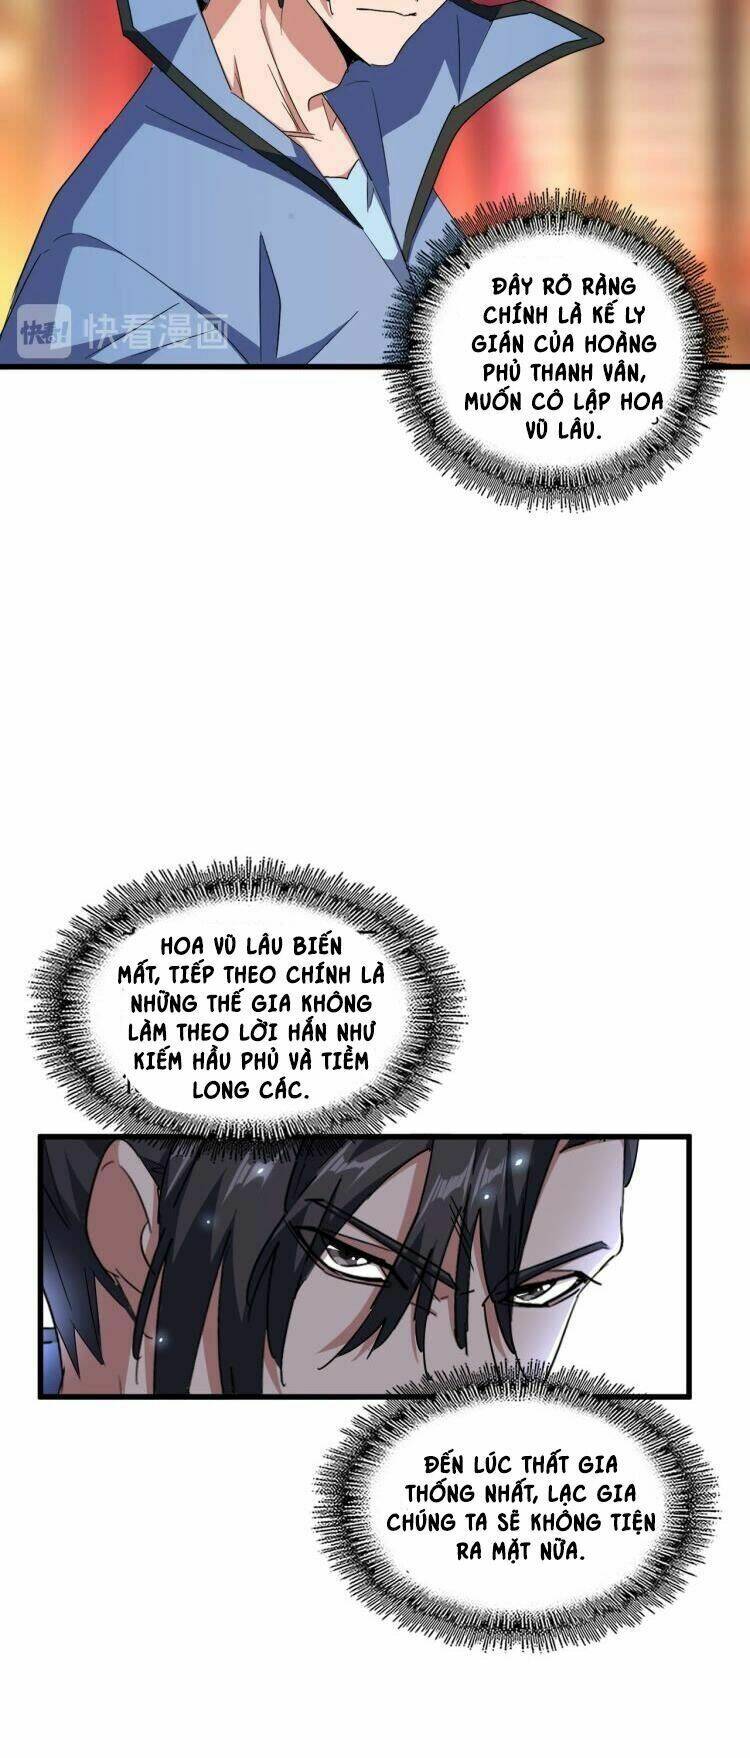 ĐÂY RÕ RÀNG
CHÍNH LÀ KẾ LY
GIÁN CỦA HOÀNG
PHỦ THANH VÂN,
MUỐN CÔ LẬP HOA
VŨ LÂU.
快看! 快看漫画
HOA VŨ LÂU BIẾN
MẤT, TIẾP THEO CHÍNH LÀ
NHỮNG THẾ GIA KHÔNG
LÀM THEO LỜI HẮN NHƯ
KIẾM HẦU PHỦ VÀ TIỀM
LONG CÁC.
ĐẾN LÚC THẤT GIA
THỐNG NHẤT, LẠC GIA
CHÚNG TA SẼ KHÔNG TIỆN
RA MẶT NỮA.